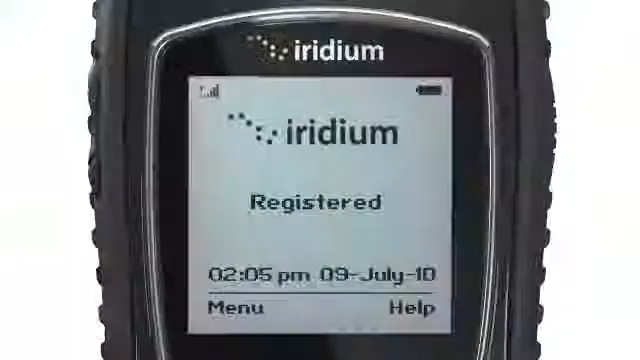 iridium
iridium
Registered
02:05 pm 09-July-10
Menu Help